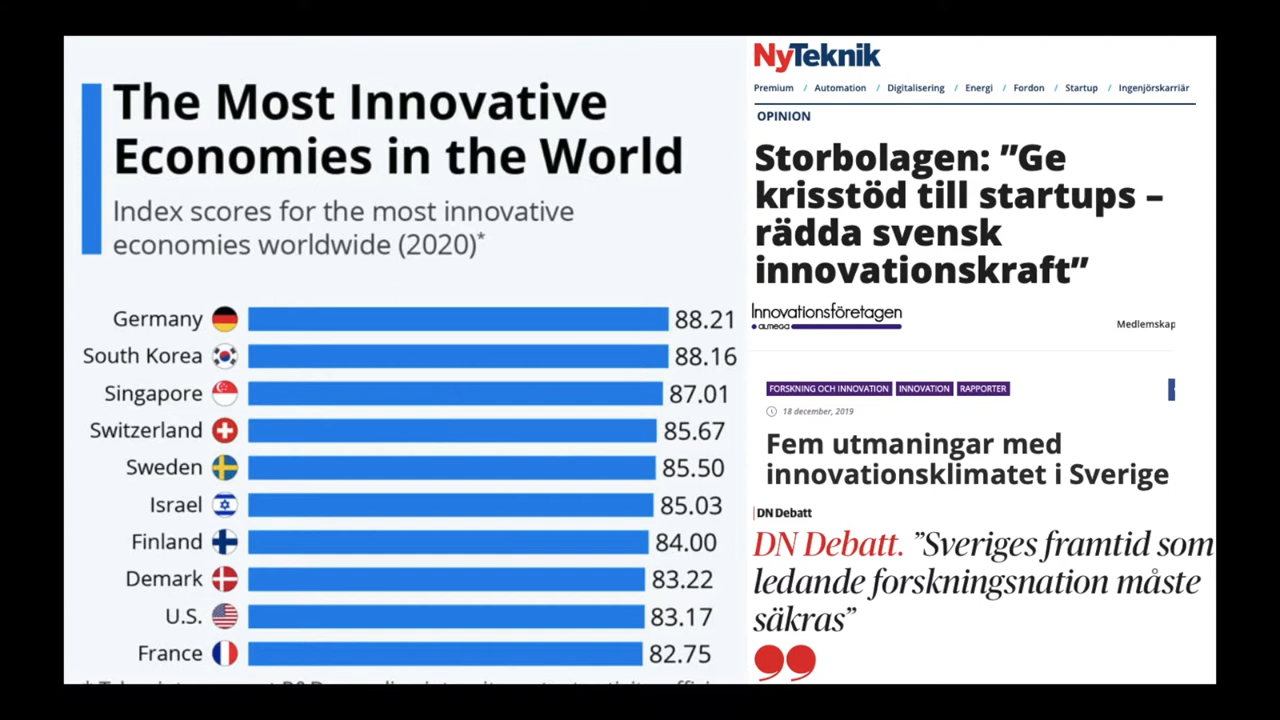 The Most Innovative
Economies in the World
Index scores for the most innovative
economies worldwide (2020)*
Germany 88.21
South Korea 88.16
Singapore 87.01
Switzerland 85.67
Sweden 85.50
Israel 85.03
Finland 84.00
Demark 83.22
U.S. 83.17
France 82.75
NyTeknik
Premium / Automation / Digitalisering / Energi / Fordon / Startup / Ingenjörskarriär
OPINION
Storbolagen: ”Ge
krisstöd till startups –
rädda svensk
innovationskraft”
Innovationsföretagen
ALMEGA
Medlemskap
FORSKNING OCH INNOVATION INNOVATION RAPPORTER
18 december, 2019
Fem utmaningar med
innovationsklimatet i Sverige
DN Debatt
DN Debatt. ”Sveriges framtid som
ledande forskningsnation måste
säkras”